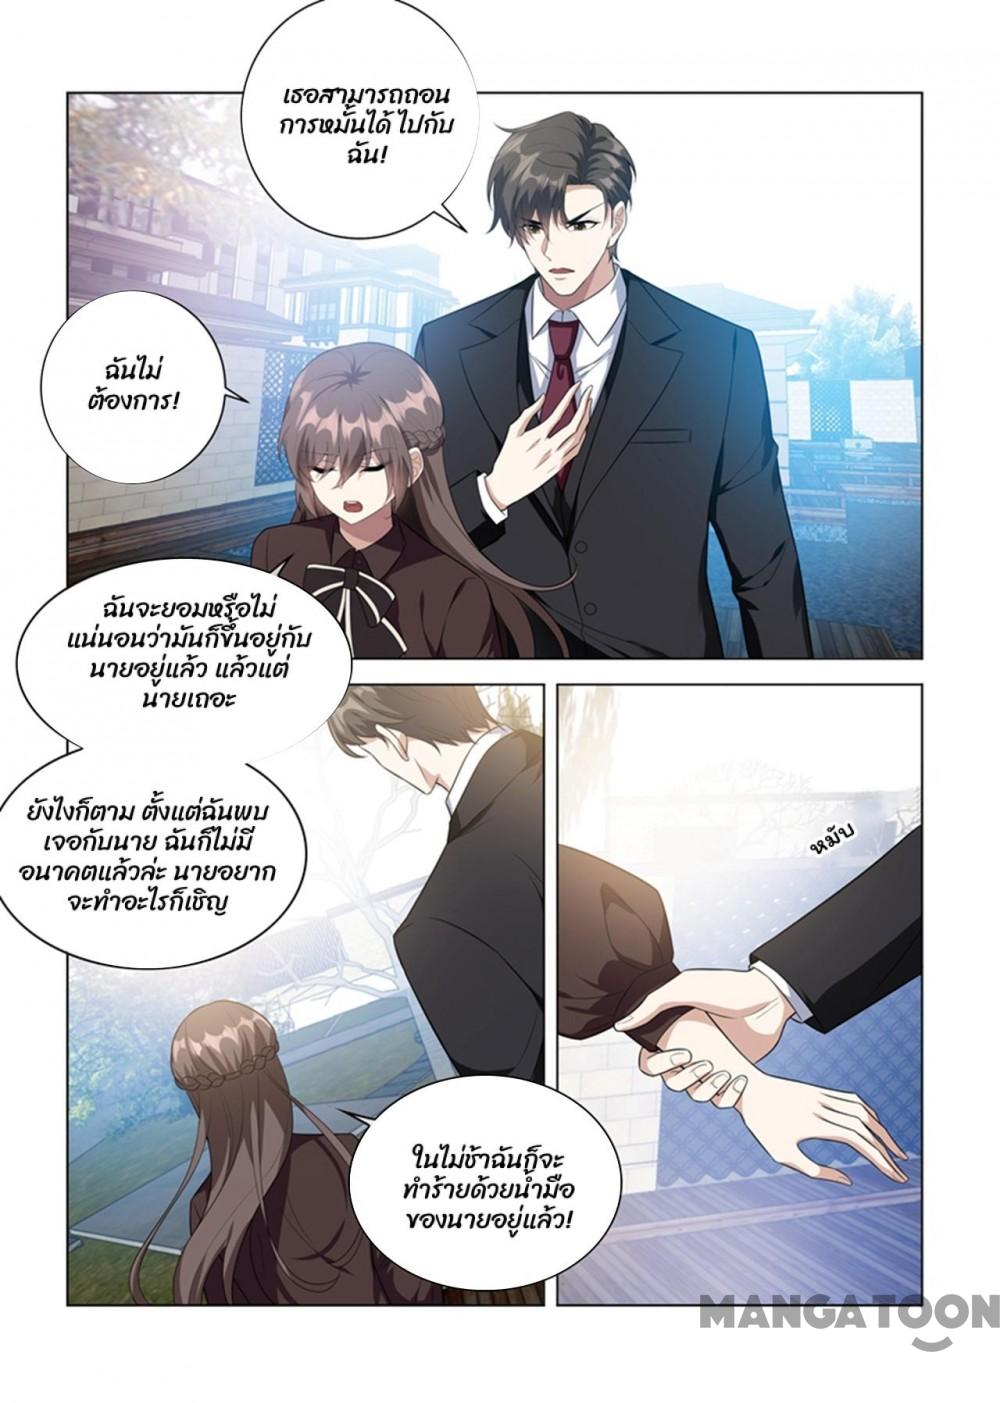 เธอสามารถถอน
การหมั้นได้ ไปกับ
ฉัน!
ฉันไม่
ต้องการ!
ฉันจะยอมหรือไม่
แน่นอนว่ามันก็ขึ้นอยู่กับ
นายอยู่แล้ว แล้วแต่
นายเถอะ
ยังไงก็ตาม ตั้งแต่ฉันพบ
เจอกับนาย ฉันก็ไม่มี
อนาคตแล้วล่ะ นายอยาก
จะทำอะไรก็เชิญ
หมับ
ในไม่ช้าฉันก็จะ
ทำร้ายด้วยน้ำมือ
ของนายอยู่แล้ว!
MANGATOON